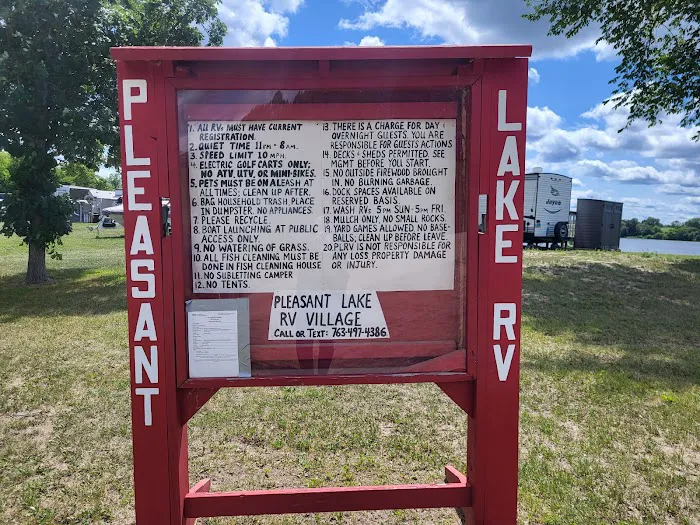 PLEASANT
LAKE RV
1. ALL RVs MUST HAVE CURRENT
REGISTRATION.
2. QUIET TIME 11PM - 8AM.
3. SPEED LIMIT 10 MPH.
4. ELECTRIC GOLF CARTS ONLY;
NO ATV, UTV, OR MINI-BIKES.
5. PETS MUST BE ON A LEASH AT
ALL TIMES; CLEAN UP AFTER.
6. BAG HOUSEHOLD TRASH, PLACE
IN DUMPSTER. NO APPLIANCES.
7. PLEASE RECYCLE.
8. BOAT LAUNCHING AT PUBLIC
ACCESS ONLY.
9. NO WATERING OF GRASS.
10. ALL FISH CLEANING MUST BE
DONE IN FISH CLEANING HOUSE
11. NO SUBLETTING CAMPER
12. NO TENTS.
13. THERE IS A CHARGE FOR DAY &
OVERNIGHT GUESTS. YOU ARE
RESPONSIBLE FOR GUESTS ACTIONS
14. DECKS & SHEDS PERMITTED. SEE
MGMT BEFORE YOU START.
15. NO OUTSIDE FIREWOOD BROUGHT
IN. NO BURNING GARBAGE.
16. DOCK SPACES AVAILABLE ON
RESERVED BASIS.
17. WASH RVs 5PM SUN - 5PM FRI.
18. MULCH ONLY NO SMALL ROCKS.
19. YARD GAMES ALLOWED NO BASE-
BALLS; CLEAN UP BEFORE LEAVE
20. PLRV IS NOT RESPONSIBLE FOR
ANY LOSS PROPERTY DAMAGE
OR INJURY.
PLEASANT LAKE
RV VILLAGE
CALL OR TEXT: 763-497-4386
Jayco